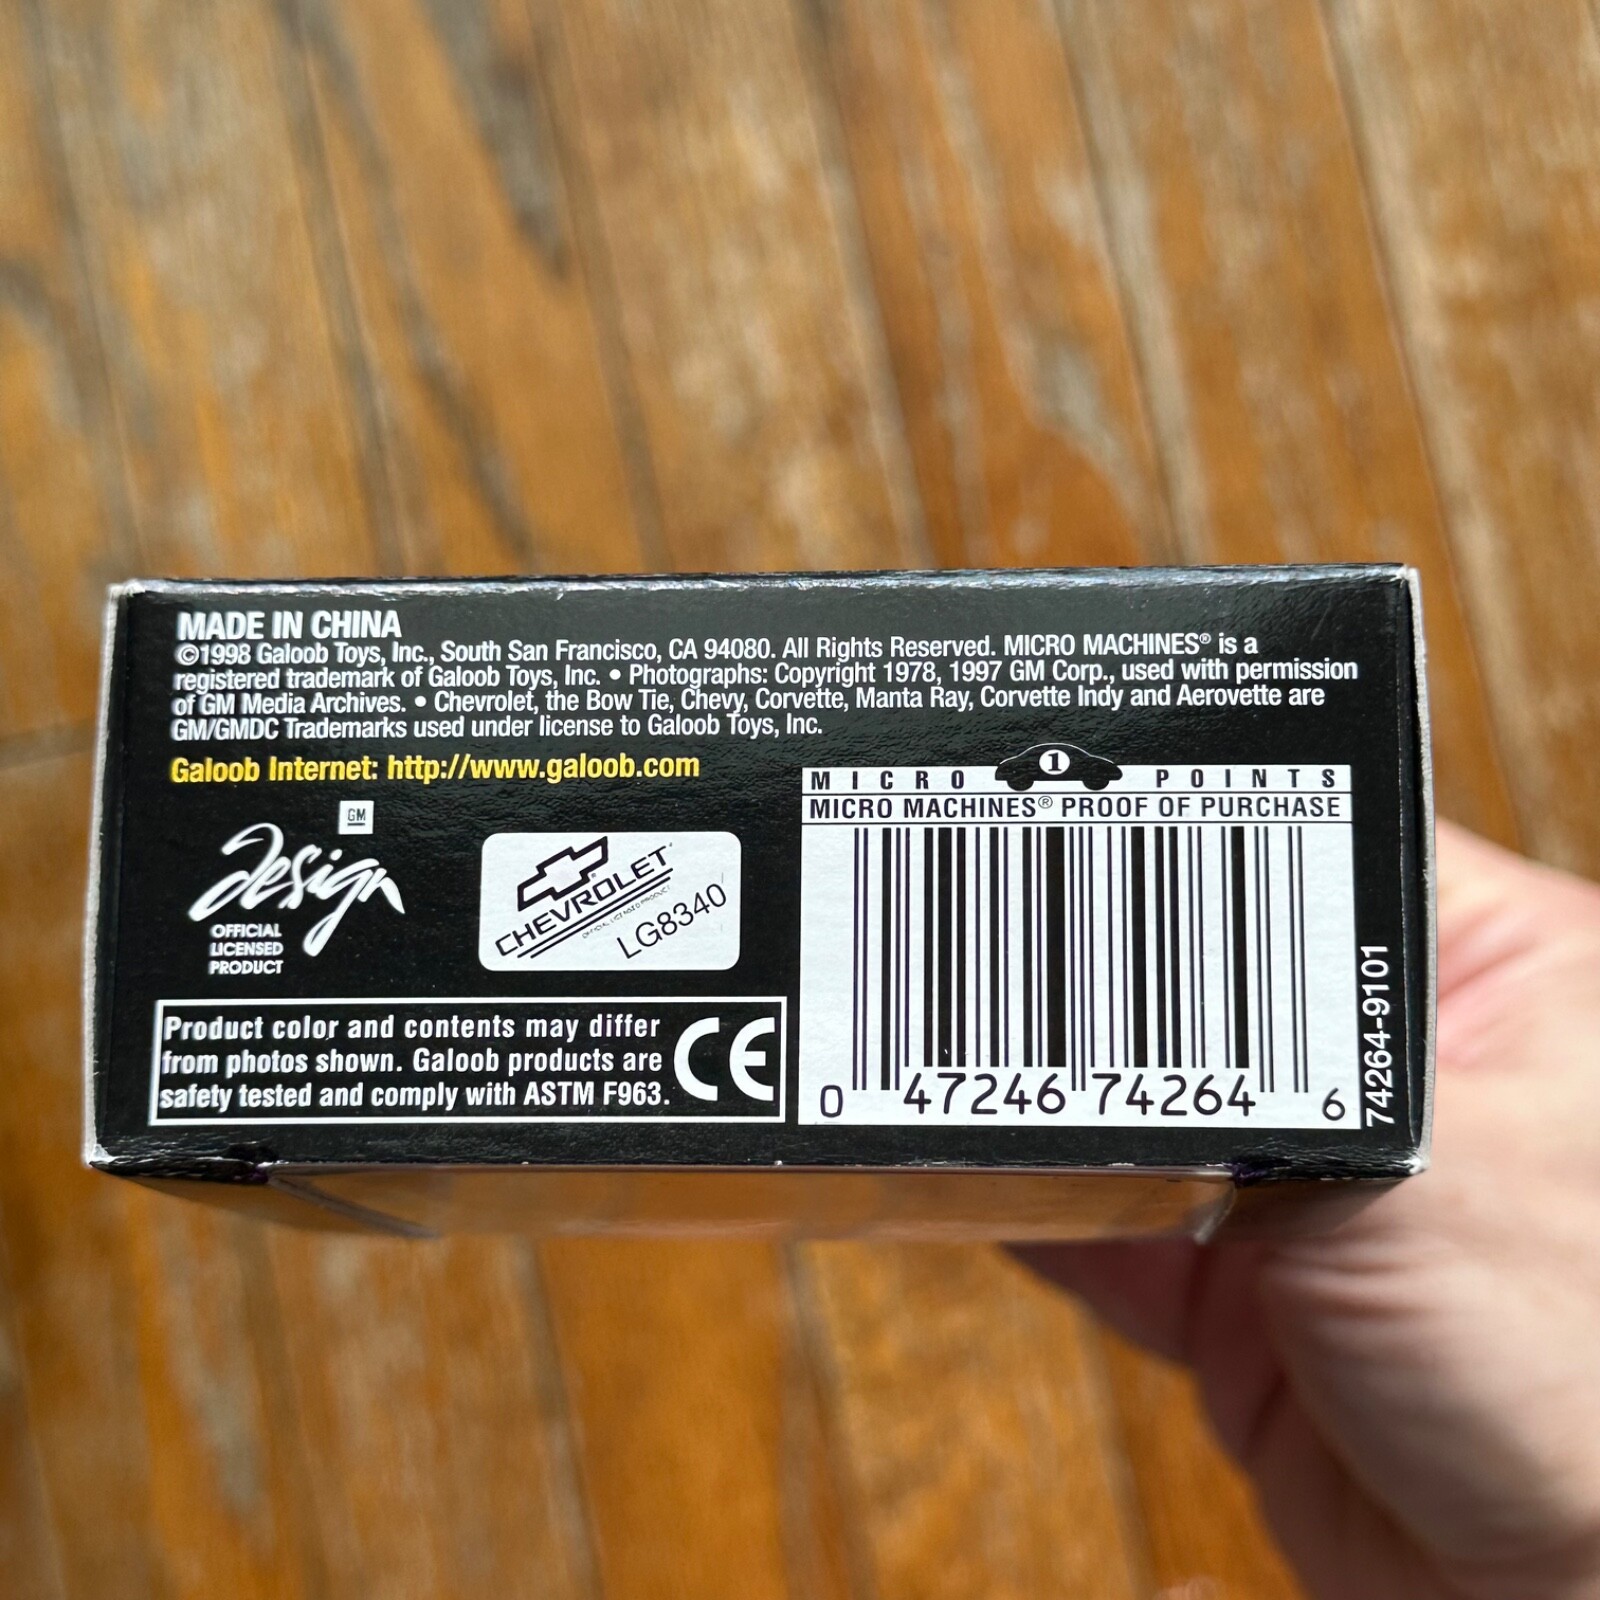 MADE IN CHINA
©1998 Galoob Toys, Inc., South San Francisco, CA 94080. All Rights Reserved. MICRO MACHINES® is a
registered trademark of Galoob Toys, Inc. • Photographs: Copyright 1978, 1997 GM Corp., used with permission
of GM Media Archives. • Chevrolet, the Bow Tie, Chevy, Corvette, Manta Ray, Corvette Indy and Aerovette are
GM/GMDC Trademarks used under license to Galoob Toys, Inc.
Galoob Internet: http://www.galoob.com
GM
Design
OFFICIAL
LICENSED
PRODUCT
CHEVROLET
OFFICIAL LICENSED PRODUCT
LG8340
Product color and contents may differ
from photos shown. Galoob products are
safety tested and comply with ASTM F963.
CE
MICRO 1 POINTS
MICRO MACHINES® PROOF OF PURCHASE
0 47246 74264 6
74264-9101